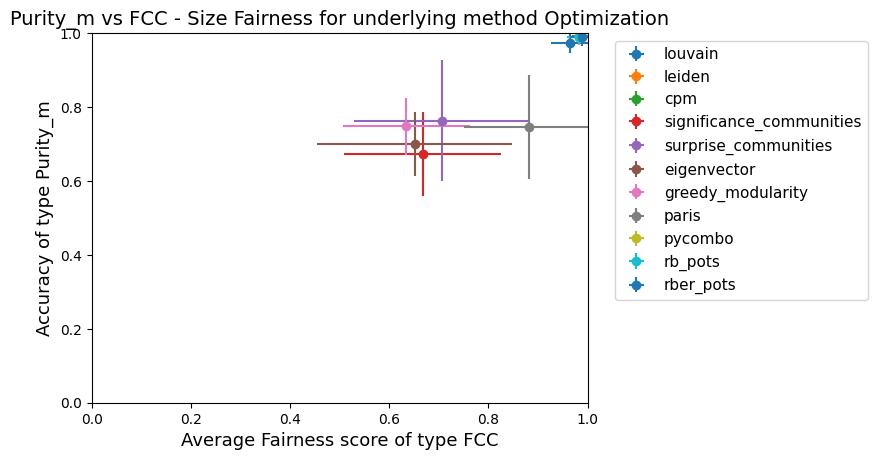 Purity_m vs FCC - Size Fairness for underlying method Optimization
1.0
0.8
0.6
0.4
0.2
0.0
Accuracy of type Purity_m
0.0 0.2 0.4 0.6 0.8 1.0
Average Fairness score of type FCC
louvain
leiden
cpm
significance_communities
surprise_communities
eigenvector
greedy_modularity
paris
pycombo
rb_pots
rber_pots